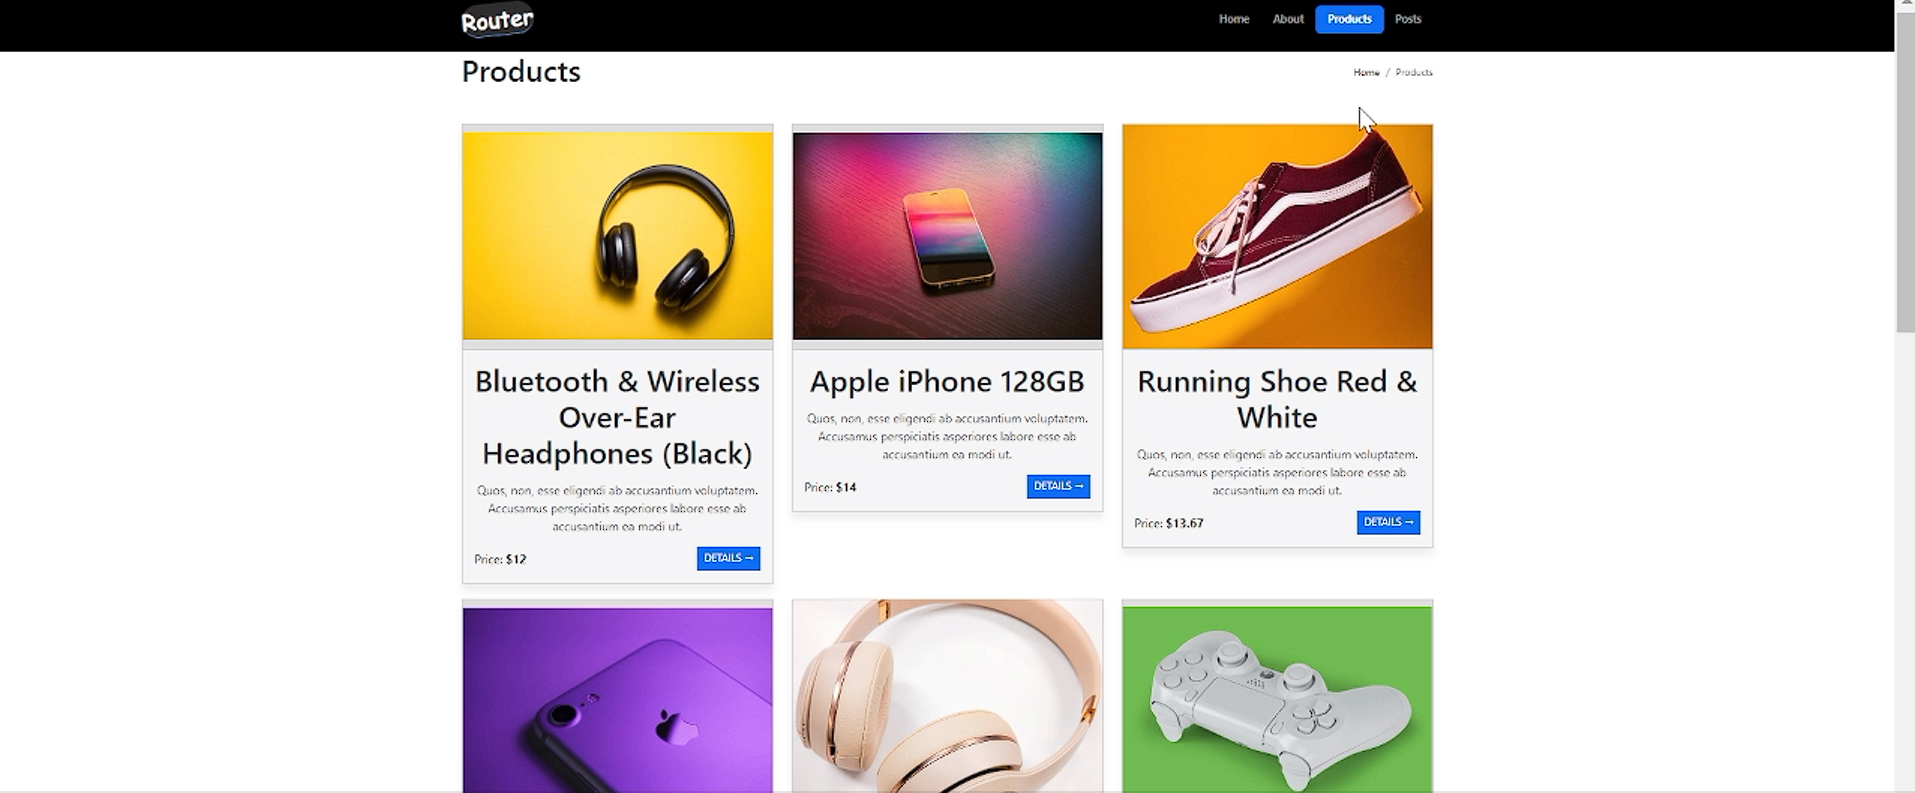 Router
Home About Products Posts
Products
Home / Products
Bluetooth & Wireless
Over-Ear
Headphones (Black)
Quos, non, esse eligendi ab accusantium voluptatem.
Accusamus perspiciatis asperiores labore esse ab
accusantium ea modi ut.
Price: $12
DETAILS →
Apple iPhone 128GB
Quos, non, esse eligendi ab accusantium voluptatem.
Accusamus perspiciatis asperiores labore esse ab
accusantium ea modi ut.
Price: $14
DETAILS →
Running Shoe Red &
White
Quos, non, esse eligendi ab accusantium voluptatem.
Accusamus perspiciatis asperiores labore esse ab
accusantium ea modi ut.
Price: $13.67
DETAILS →